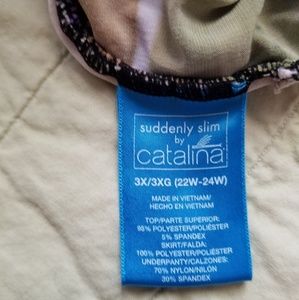 suddenly slim
by
catalina
3X/3XG (22W-24W)
MADE IN VIETNAM/
HECHO EN VIETNAM
TOP/PARTE SUPERIOR:
95% POLYESTER/POLIÉSTER
5% SPANDEX
SKIRT/FALDA:
100% POLYESTER/POLIÉSTER
UNDERPANTY/CALZONES:
70% NYLON/NILÓN
30% SPANDEX